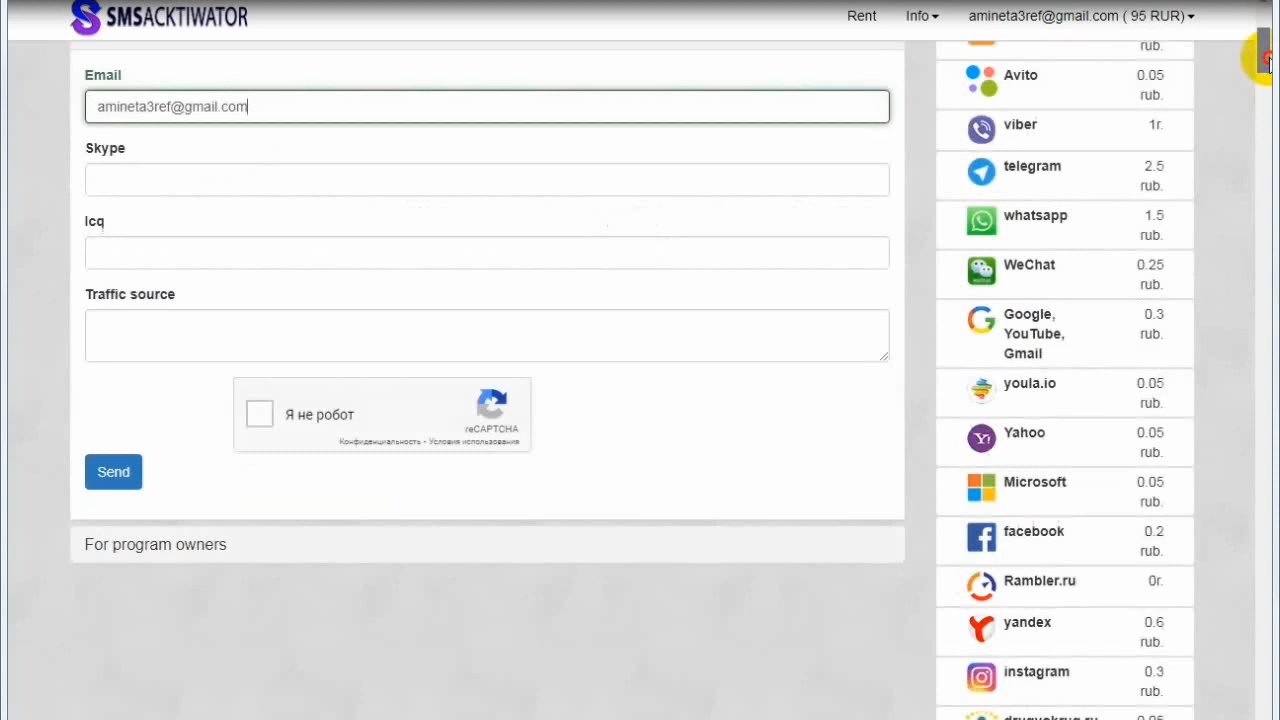 SMSACKTIWATOR
Rent Info amineta3ref@gmail.com ( 95 RUR)
Email
amineta3ref@gmail.com
Skype
Icq
Traffic source
Я не робот
reCAPTCHA
Конфиденциальность - Условия использования
Send
For program owners
rub.
Avito 0.05
rub.
viber 1r.
telegram 2.5
rub.
whatsapp 1.5
rub.
WeChat 0.25
rub.
Google, 0.3
YouTube, rub.
Gmail
youla.io 0.05
rub.
Yahoo 0.05
rub.
Microsoft 0.05
rub.
facebook 0.2
rub.
Rambler.ru 0r.
yandex 0.6
rub.
instagram 0.3
rub.